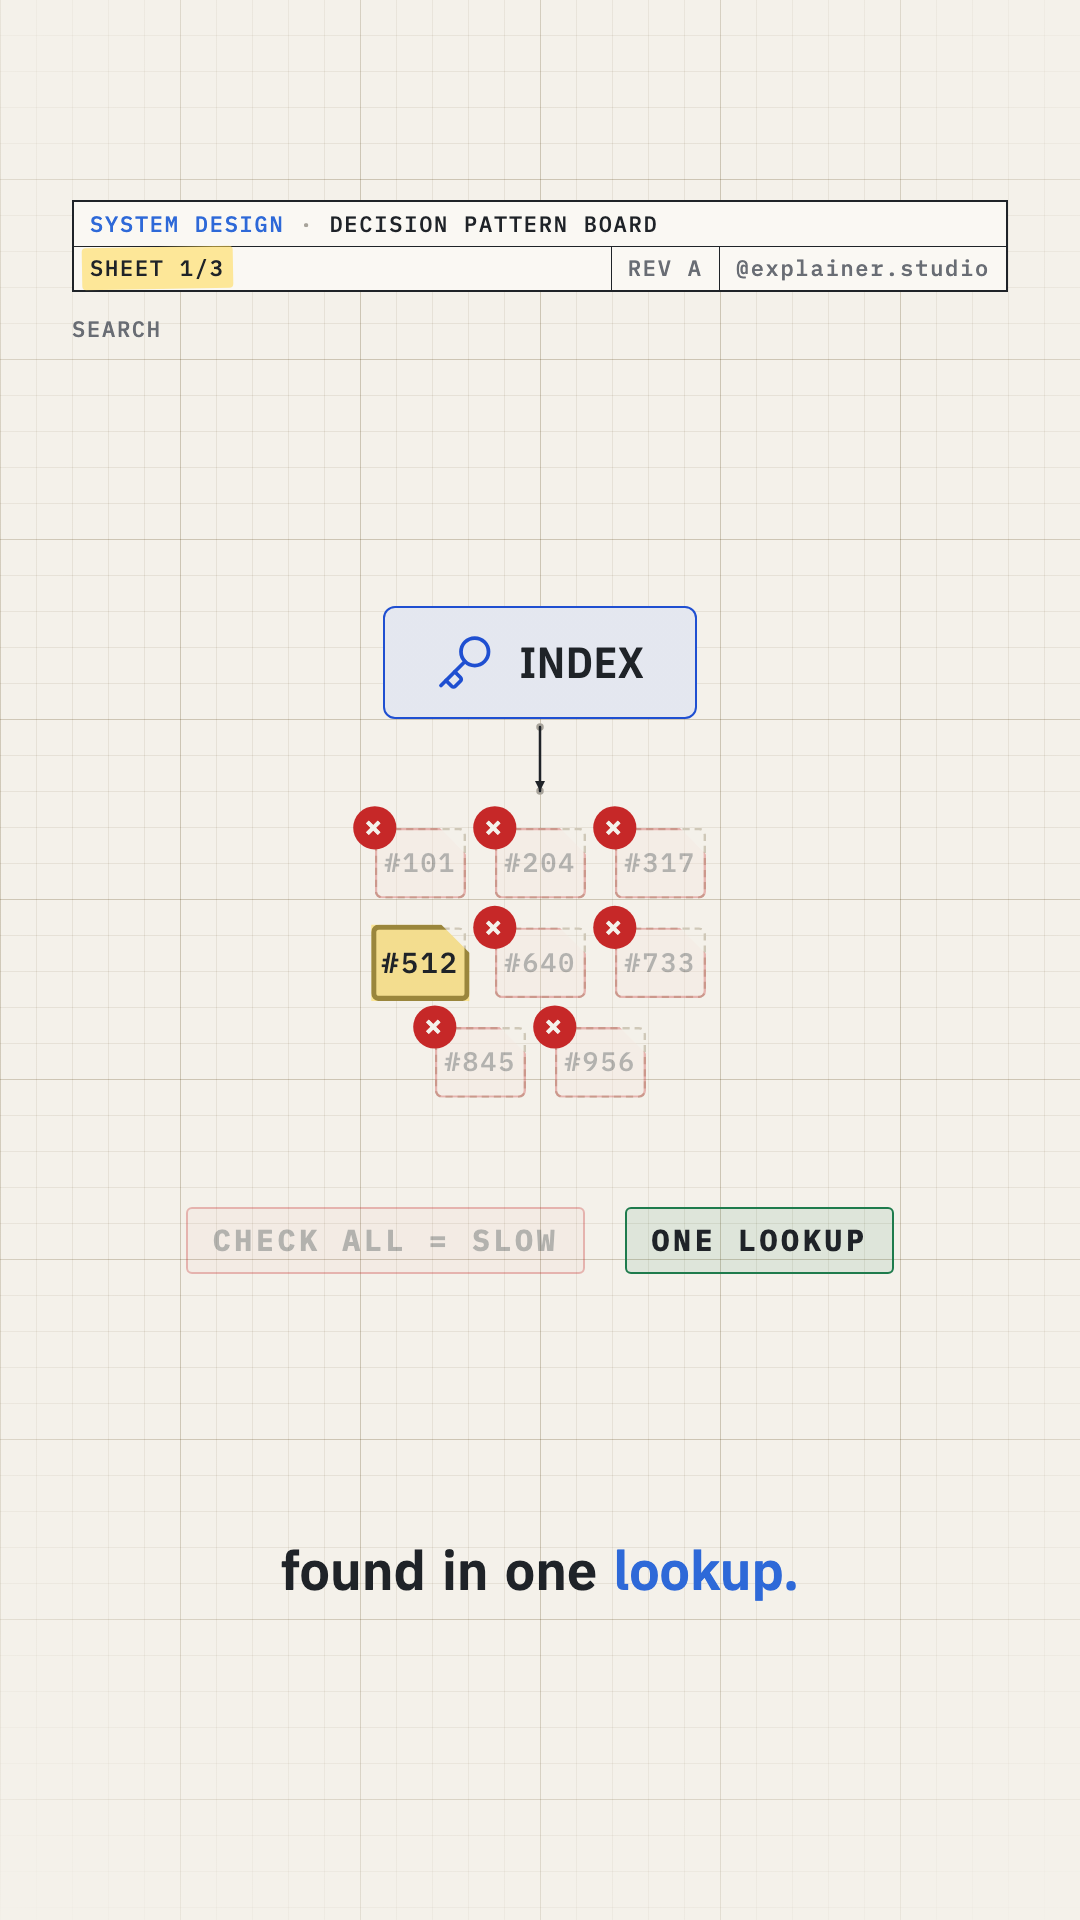 SYSTEM DESIGN · DECISION PATTERN BOARD
SHEET 1/3 REV A @explainer.studio
SEARCH
INDEX
#101 #204 #317
#512 #640 #733
#845 #956
CHECK ALL = SLOW ONE LOOKUP
found in one lookup.